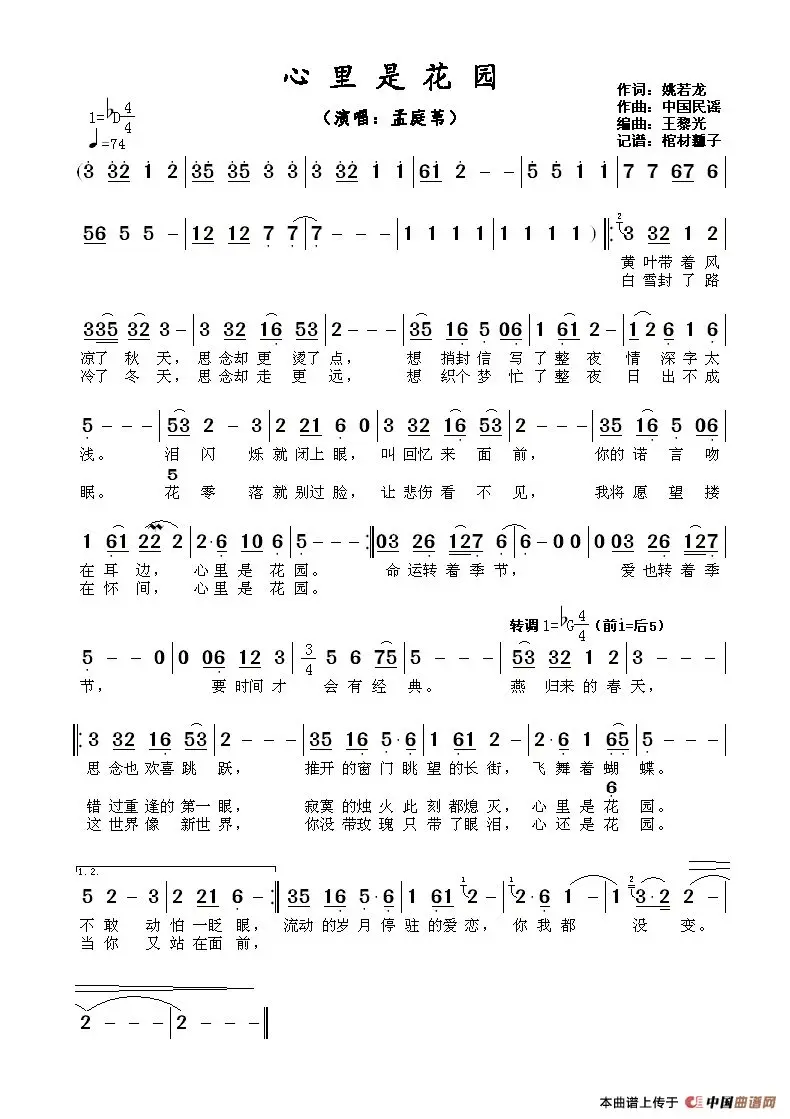 心里是花园
（演唱：孟庭苇）
作词：姚若龙
作曲：中国民谣
编曲：王黎光
记谱：棺材瓤子
1=♭D 4/4
♩=74
(3 32 1 2 | 35 35 3 3 | 3 32 1 1 | 61 2 - - | 5 5 1 1 | 7 7 67 6 |
56 5 5 - | 12 12 7 7 | 7 - - - | 1 1 1 1 | 1 1 1 1 ) ‖: 2 3 32 1 2 |
黄 叶带 着 风
白 雪封 了 路
335 32 3 - | 3 32 16 53 | 2 - - - | 35 16 5 06 | 1 61 2 - | 1 2 6 1 6 |
凉了 秋 天， 思 念却 更 烫了 点， 想 捎封 信 写 了 整 夜 情 深 字 太
冷了 冬 天， 思 念却 走 更 远， 想 织个 梦 忙 了 整 夜 日 出 不 成
5 - - - | 53 2 - 3 | 2 21 6 0 | 3 32 16 53 | 2 - - - | 35 16 5 06 |
浅。 泪 闪 烁 就 闭上 眼， 叫 回忆 来 面 前， 你的 诺 言 吻
5
眠。 花 零 落 就 别过 脸， 让 悲伤 看 不 见， 我将 愿 望 搂
1 61 22 2 | 2·6 10 6 | 5 - - - :‖ 03 26 127 6 | 6 - 0 0 | 0 03 26 127 |
在 耳 边， 心 里 是 花 园。 命 运转 着 季 节， 爱 也转 着 季
在 怀 间， 心 里 是 花 园。
转调 1=♭G 4/4 （前i=后5）
5 - - 0 | 0 06 12 3 | 3/4 5 6 75 | 53 32 1 2 | 3 - - - |
节， 要 时间 才 会 有 经 典。 燕 归来 的 春 天，
‖: 3 32 16 53 | 2 - - - | 35 16 5·6 | 1 61 2 - | 2·6 1 65 | 5 - - - |
思 念也 欢喜 跳 跃， 推开 的窗 门 眺 望 的长 街， 飞 舞 着 蝴 蝶。
6
错 过重 逢的 第一 眼， 寂寞 的烛 火 此 刻 都熄 灭， 心 里 是 花 园。
这 世界 像 新世 界， 你没 带玫 瑰 只 带 了眼 泪， 心 还 是 花 园。
1. 2.
5 2 - 3 | 2 21 6 - :‖ 35 16 5·6 | 1 61 1 2 - | 1 2·6 1 - | 1 2 3·2 2 - |
不 敢 动 怕 一眨 眼， 流动 的岁 月 停 驻 的爱 恋， 你 我 都 没 变。
当 你 又 站 在面 前，
2 - - - | 2 - - - ‖
本曲谱上传于 中国曲谱网